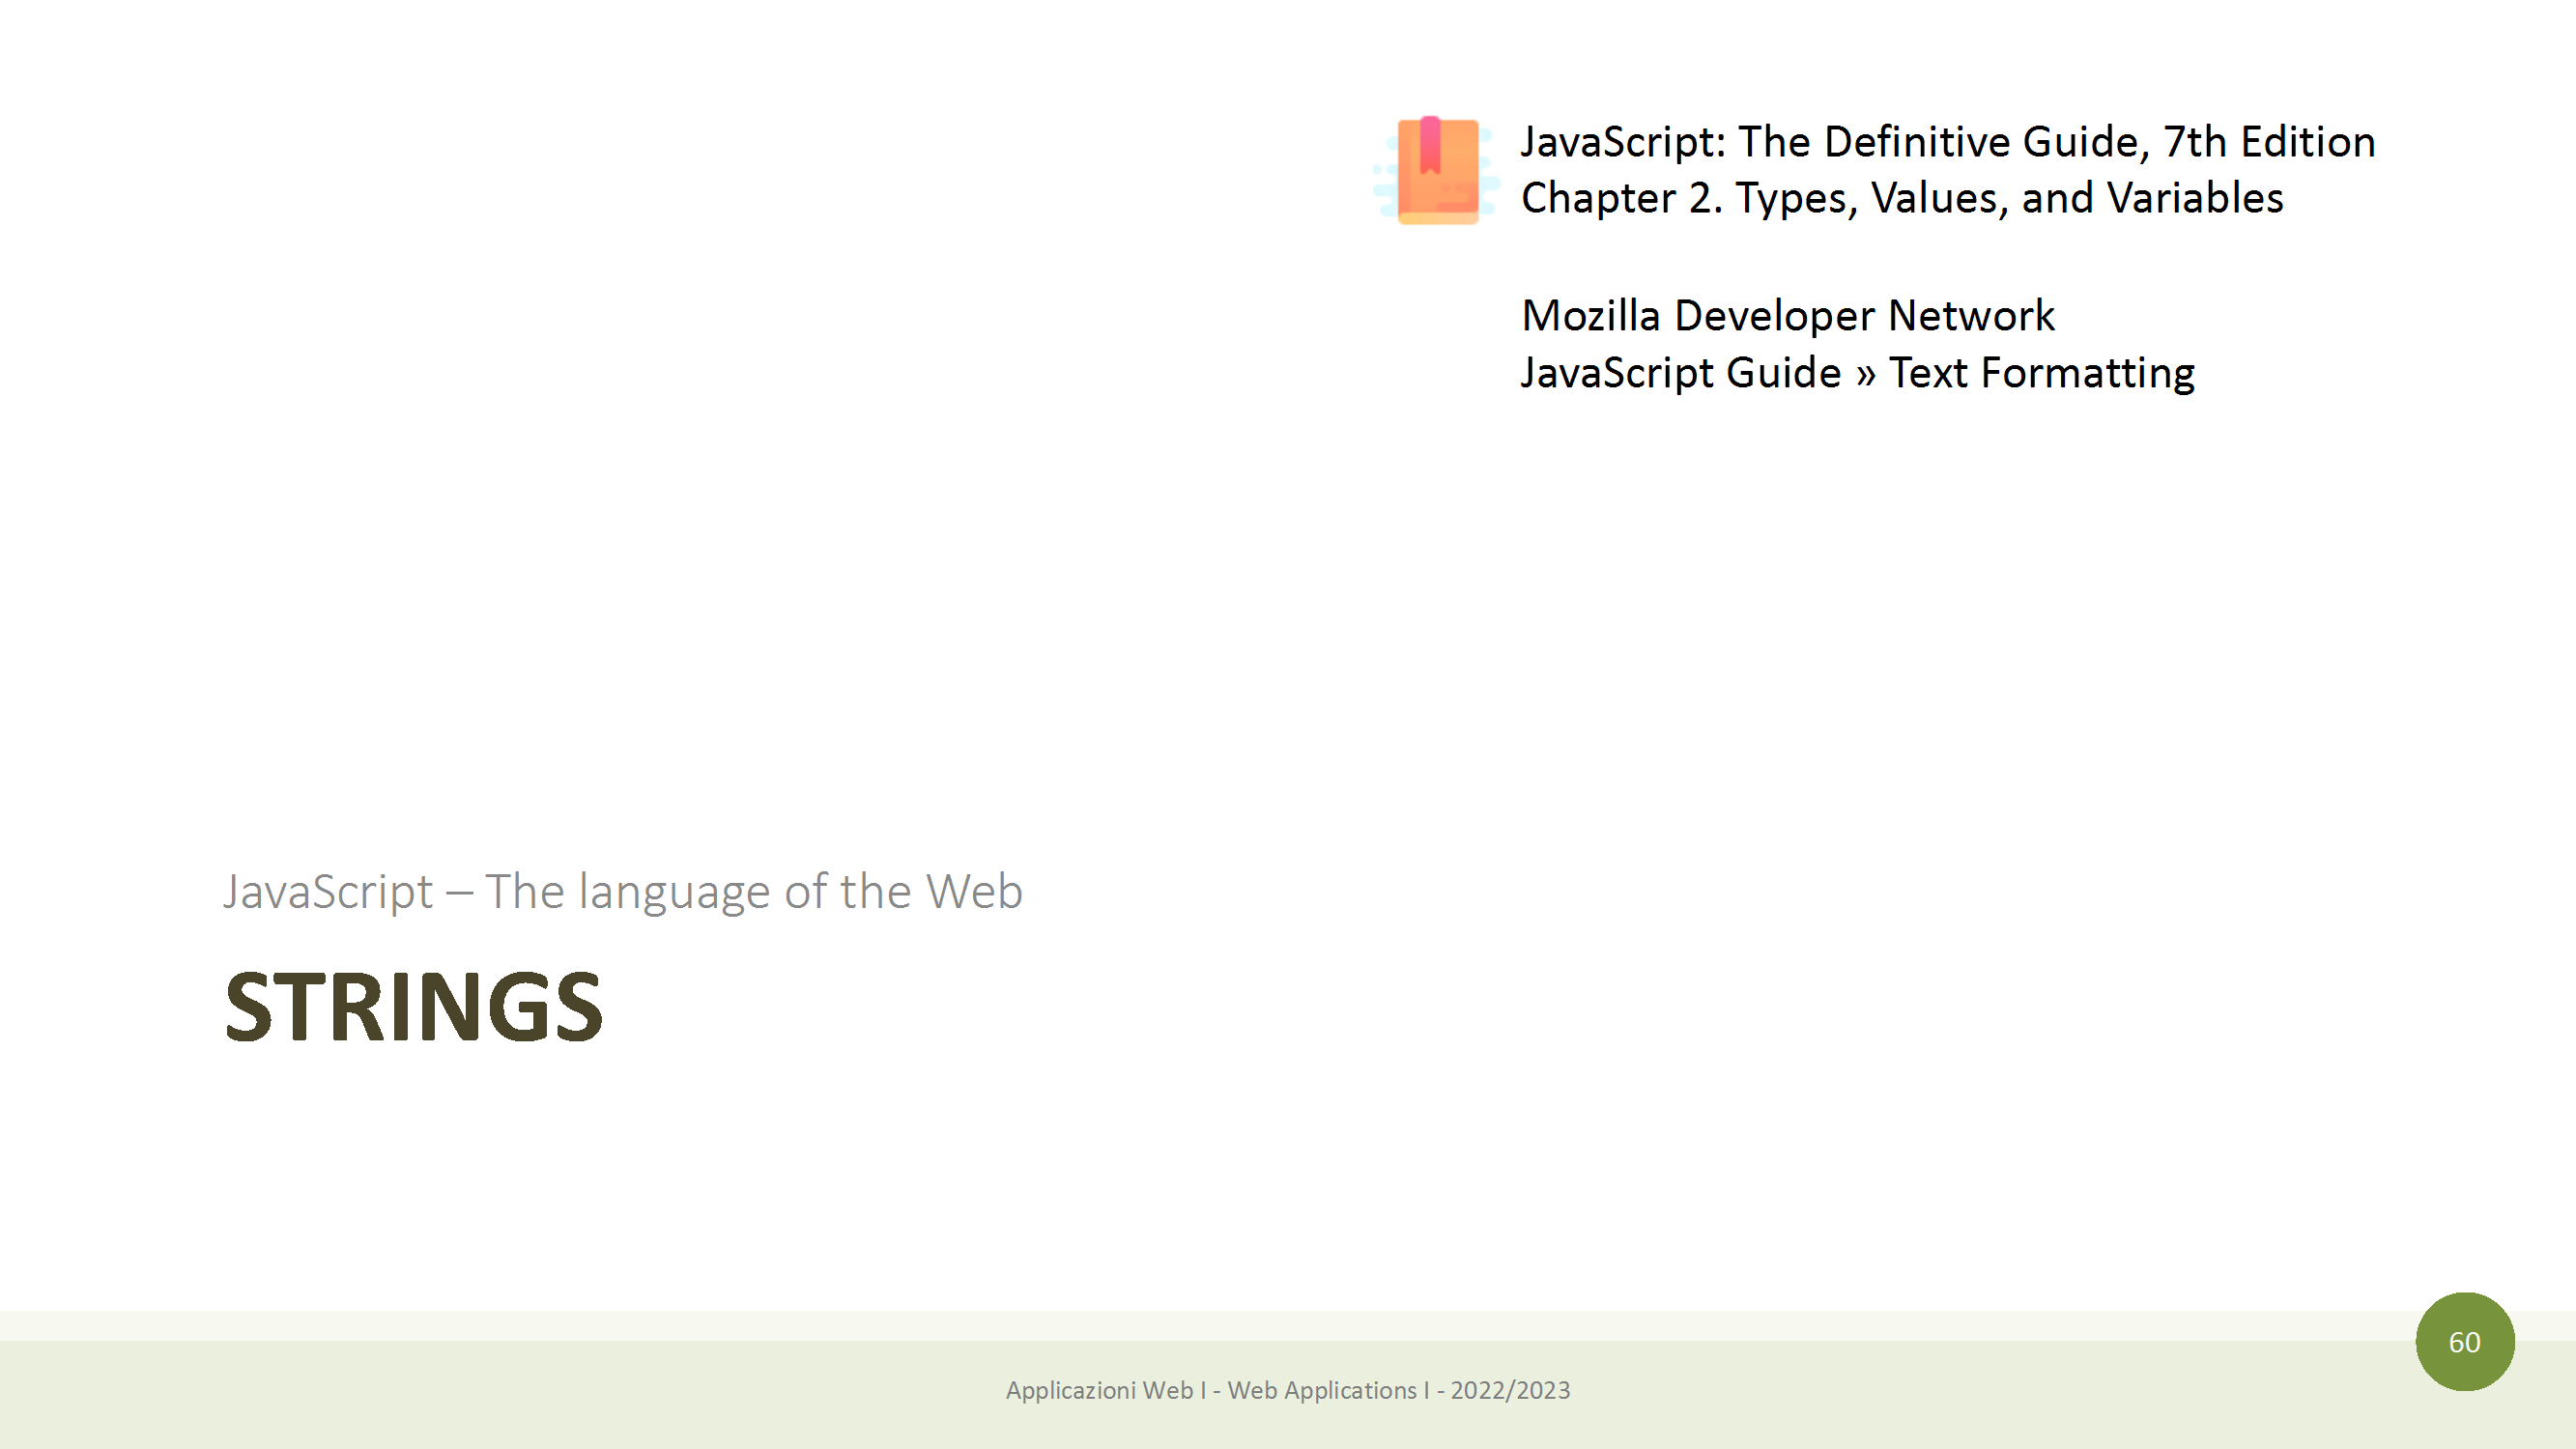 JavaScript: The Definitive Guide, 7th Edition
Chapter 2. Types, Values, and Variables
Mozilla Developer Network
JavaScript Guide » Text Formatting
JavaScript – The language of the Web
STRINGS
60
Applicazioni Web I - Web Applications I - 2022/2023